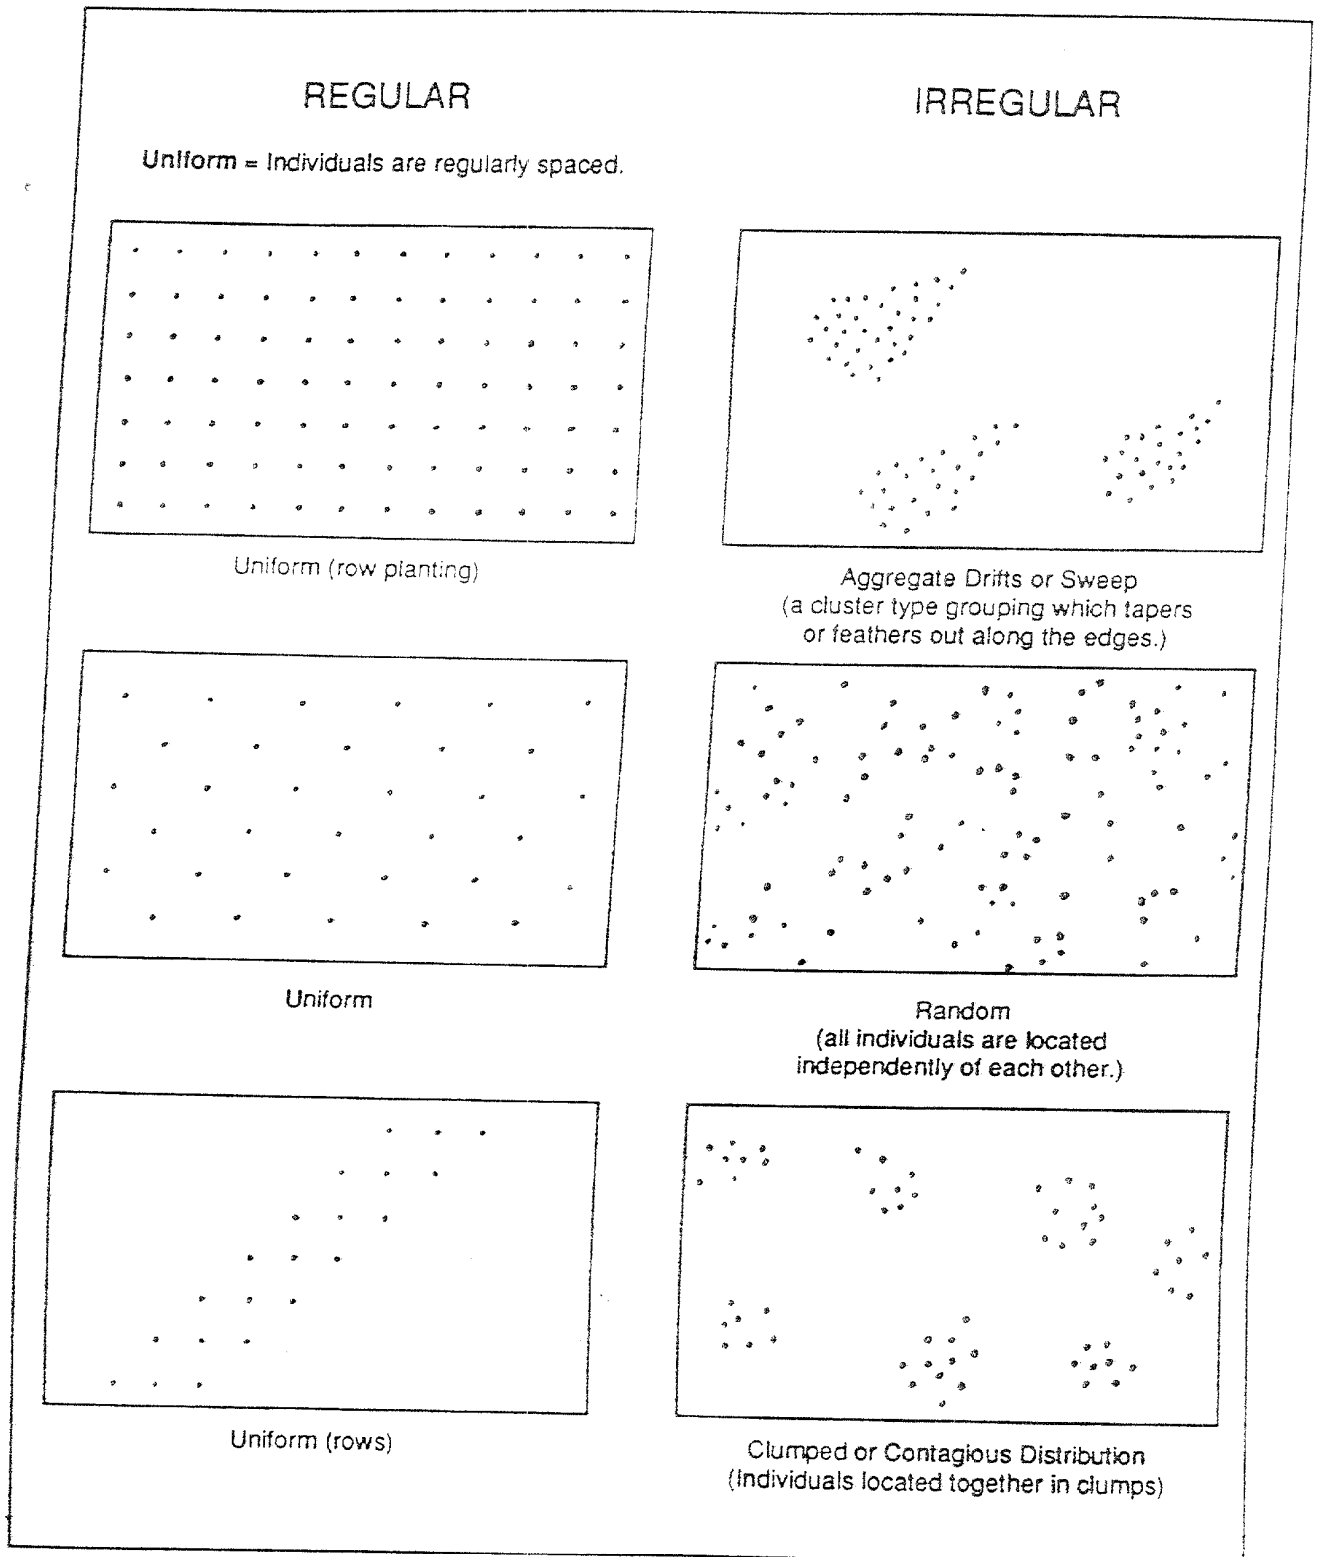 REGULAR
IRREGULAR
Uniform = Individuals are regularly spaced.
Uniform (row planting)
Aggregate Drifts or Sweep
(a cluster type grouping which tapers
or feathers out along the edges.)
Uniform
Random
(all individuals are located
independently of each other.)
Uniform (rows)
Clumped or Contagious Distribution
(Individuals located together in clumps)